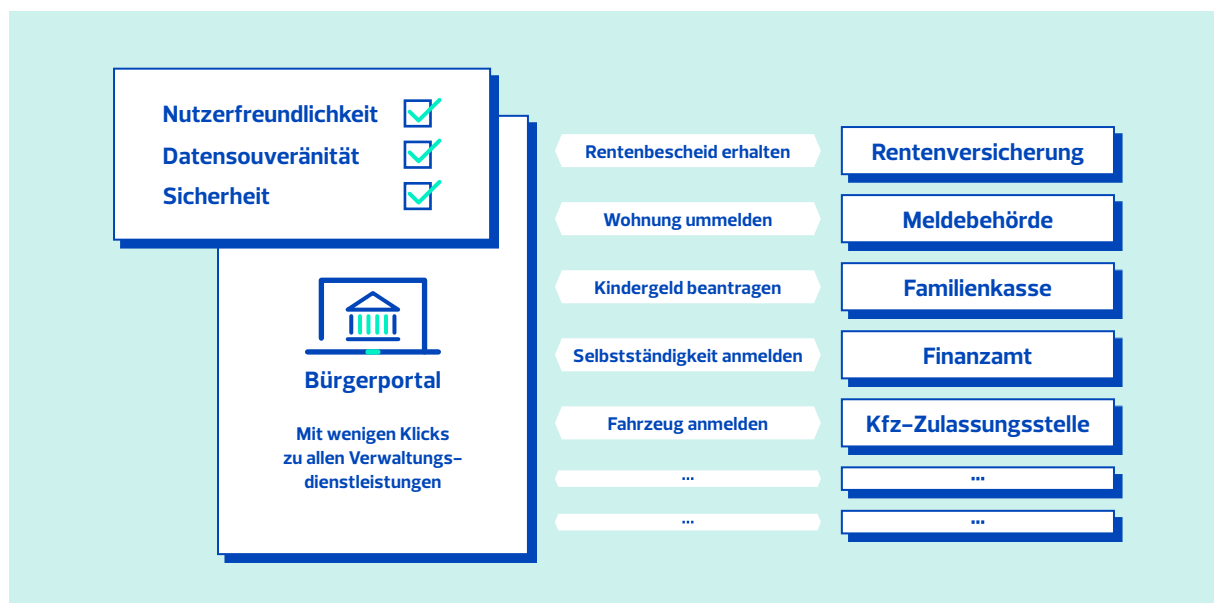 Nutzerfreundlichkeit
Datensouveränität
Sicherheit
Bürgerportal
Mit wenigen Klicks
zu allen Verwaltungs-
dienstleistungen
Rentenbescheid erhalten
Rentenversicherung
Wohnung ummelden
Meldebehörde
Kindergeld beantragen
Familienkasse
Selbstständigkeit anmelden
Finanzamt
Fahrzeug anmelden
Kfz-Zulassungsstelle
...
...
...
...